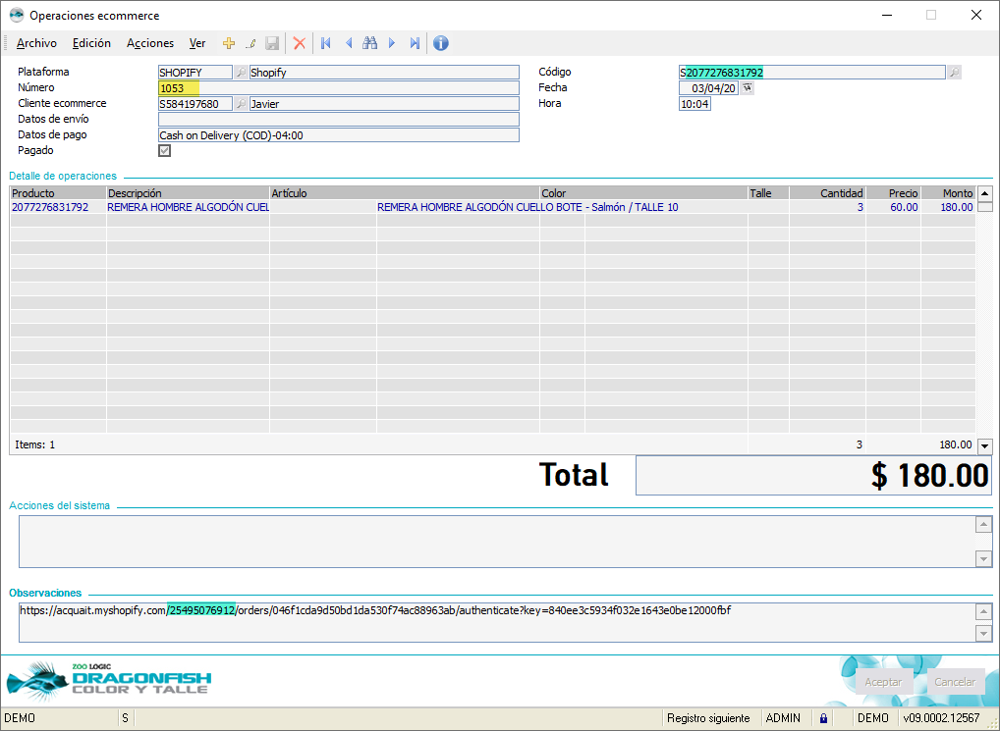 Operaciones ecommerce
Archivo Edición Acciones Ver
Plataforma SHOPIFY Shopify Código S2077276831792
Número 1053 Fecha 03/04/20
Cliente ecommerce S584197680 Javier Hora 10:04
Datos de envío
Datos de pago Cash on Delivery (COD)-04:00
Pagado
Detalle de operaciones
Producto Descripción Artículo Color Talle Cantidad Precio Monto
2077276831792 REMERA HOMBRE ALGODÓN CUEL REMERA HOMBRE ALGODÓN CUELLO BOTE - Salmón / TALLE 10 3 60.00 180.00
Items: 1 3 180.00
Total $ 180.00
Acciones del sistema
Observaciones
https://acquait.myshopify.com/25495076912/orders/046f1cda9d50bd1da530f74ac88963ab/authenticate?key=840ee3c5934f032e1643e0be12000fbf
ZOO LOGIC
DRAGONFISH
COLOR Y TALLE
Aceptar Cancelar
DEMO S Registro siguiente ADMIN DEMO v09.0002.12567